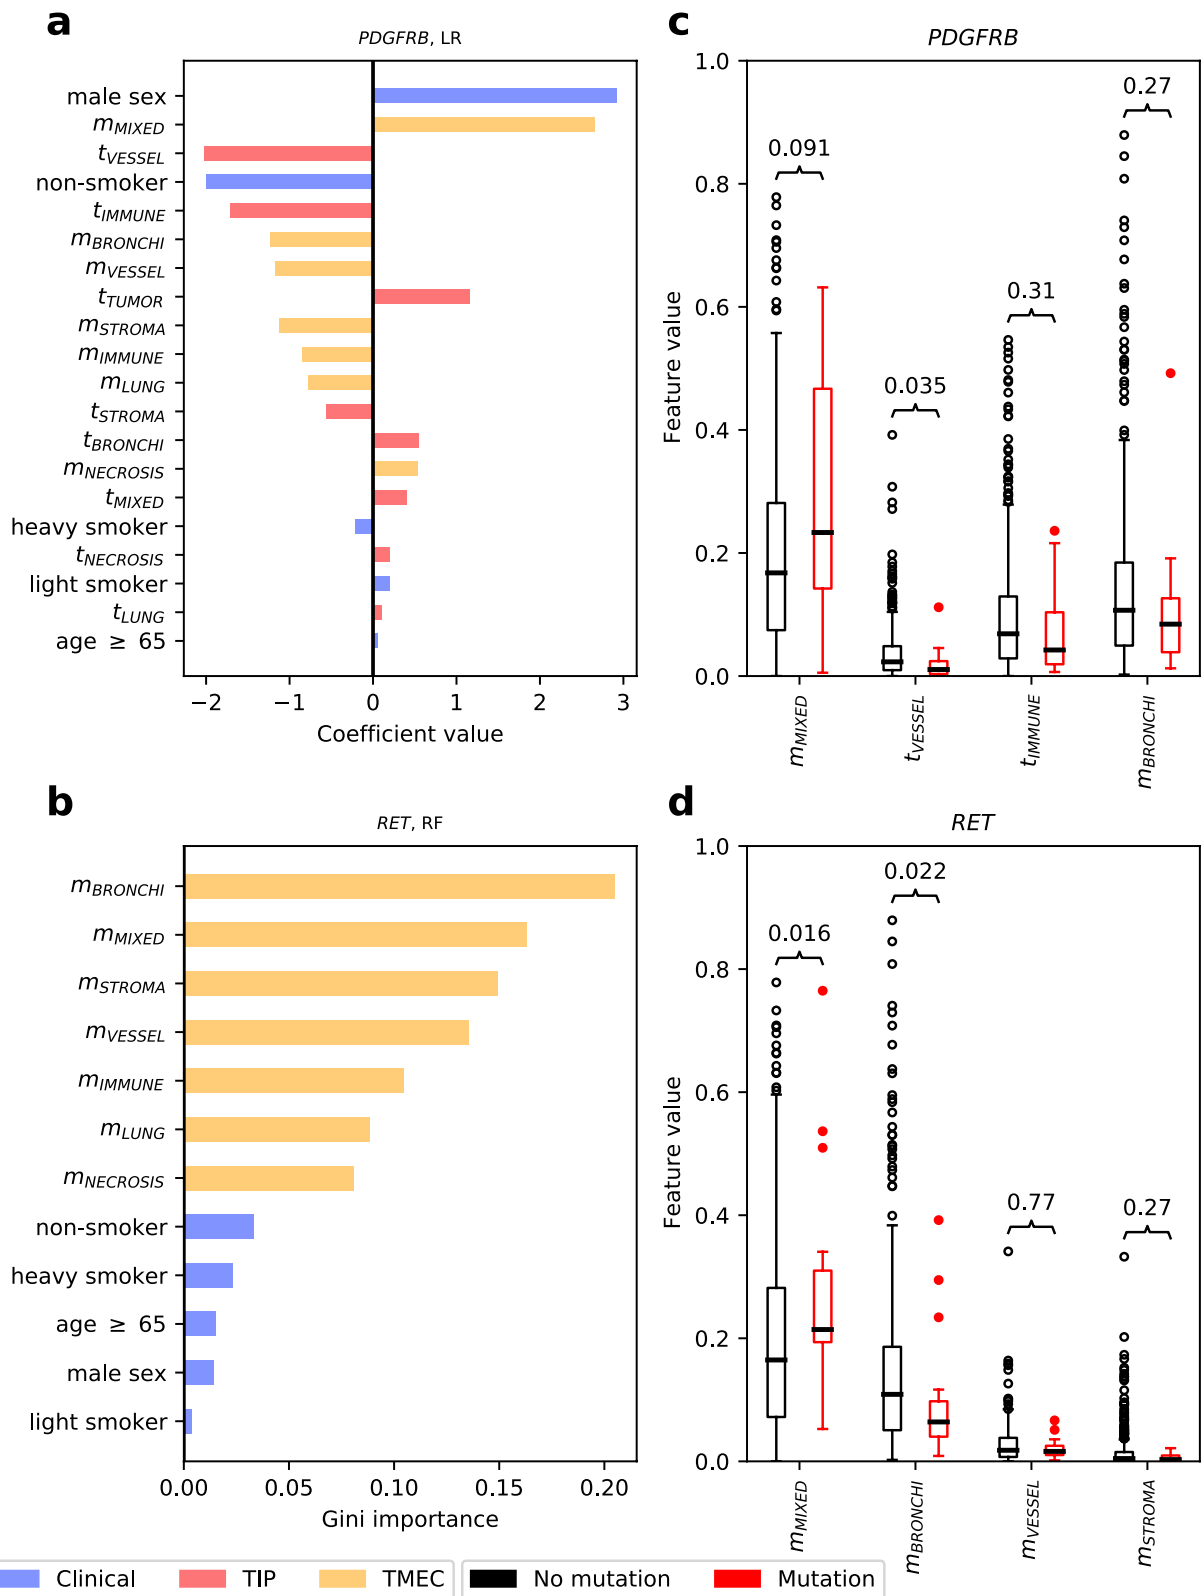 a
PDGFRB, LR
male sex
mMIXED
tVESSEL
non-smoker
tIMMUNE
mBRONCHI
mVESSEL
tTUMOR
mSTROMA
mIMMUNE
mLUNG
tSTROMA
tBRONCHI
mNECROSIS
tMIXED
heavy smoker
tNECROSIS
light smoker
tLUNG
age ≥ 65
−2 −1 0 1 2 3
Coefficient value
c
PDGFRB
1.0
0.8
0.6
0.4
0.2
0.0
Feature value
0.091
0.035
0.31
0.27
mMIXED
tVESSEL
tIMMUNE
mBRONCHI
b
RET, RF
mBRONCHI
mMIXED
mSTROMA
mVESSEL
mIMMUNE
mLUNG
mNECROSIS
non-smoker
heavy smoker
age ≥ 65
male sex
light smoker
0.00 0.05 0.10 0.15 0.20
Gini importance
d
RET
1.0
0.8
0.6
0.4
0.2
0.0
Feature value
0.016
0.022
0.77
0.27
mMIXED
mBRONCHI
mVESSEL
mSTROMA
Clinical TIP TMEC No mutation Mutation